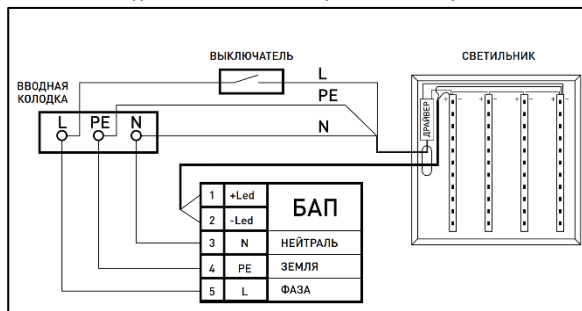 ВЫКЛЮЧАТЕЛЬ
СВЕТИЛЬНИК
L
ВВОДНАЯ
КОЛОДКА
PE
L PE N
N
ДРАЙВЕР
+ - + - + - + -
1 +Led
2 -Led
БАП
3 N НЕЙТРАЛЬ
4 PE ЗЕМЛЯ
5 L ФАЗА